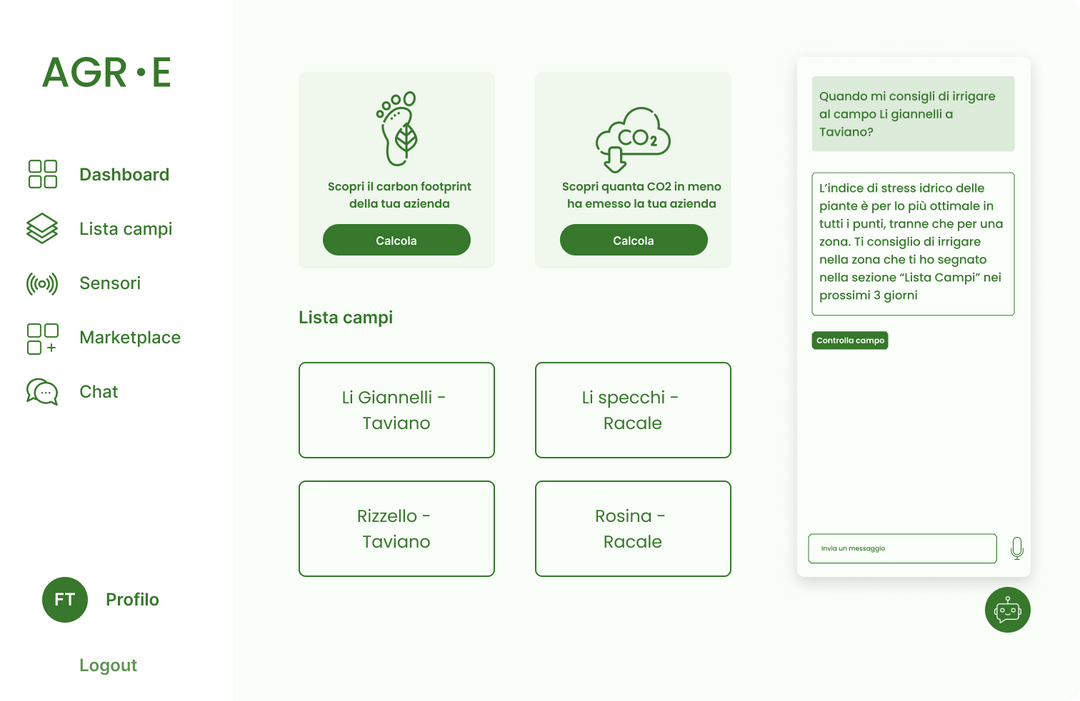 AGR•E
Dashboard
Lista campi
Sensori
Marketplace
Chat
FT
Profilo
Logout
Scopri il carbon footprint
della tua azienda
Calcola
CO2
Scopri quanta CO2 in meno
ha emesso la tua azienda
Calcola
Lista campi
Li Giannelli -
Taviano
Li specchi -
Racale
Rizzello -
Taviano
Rosina -
Racale
Quando mi consigli di irrigare
al campo Li giannelli a
Taviano?
L'indice di stress idrico delle
piante è per lo più ottimale in
tutti i punti, tranne che per una
zona. Ti consiglio di irrigare
nella zona che ti ho segnato
nella sezione “Lista Campi” nei
prossimi 3 giorni
Controlla campo
Invia un messaggio